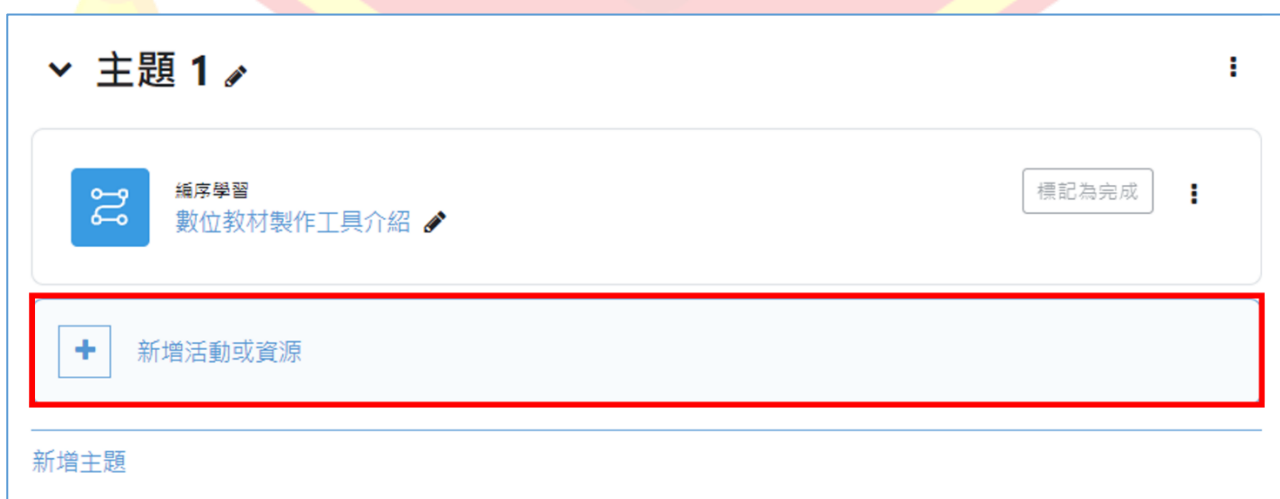 主題 1
編序學習
標記為完成
數位教材製作工具介紹
新增活動或資源
新增主題